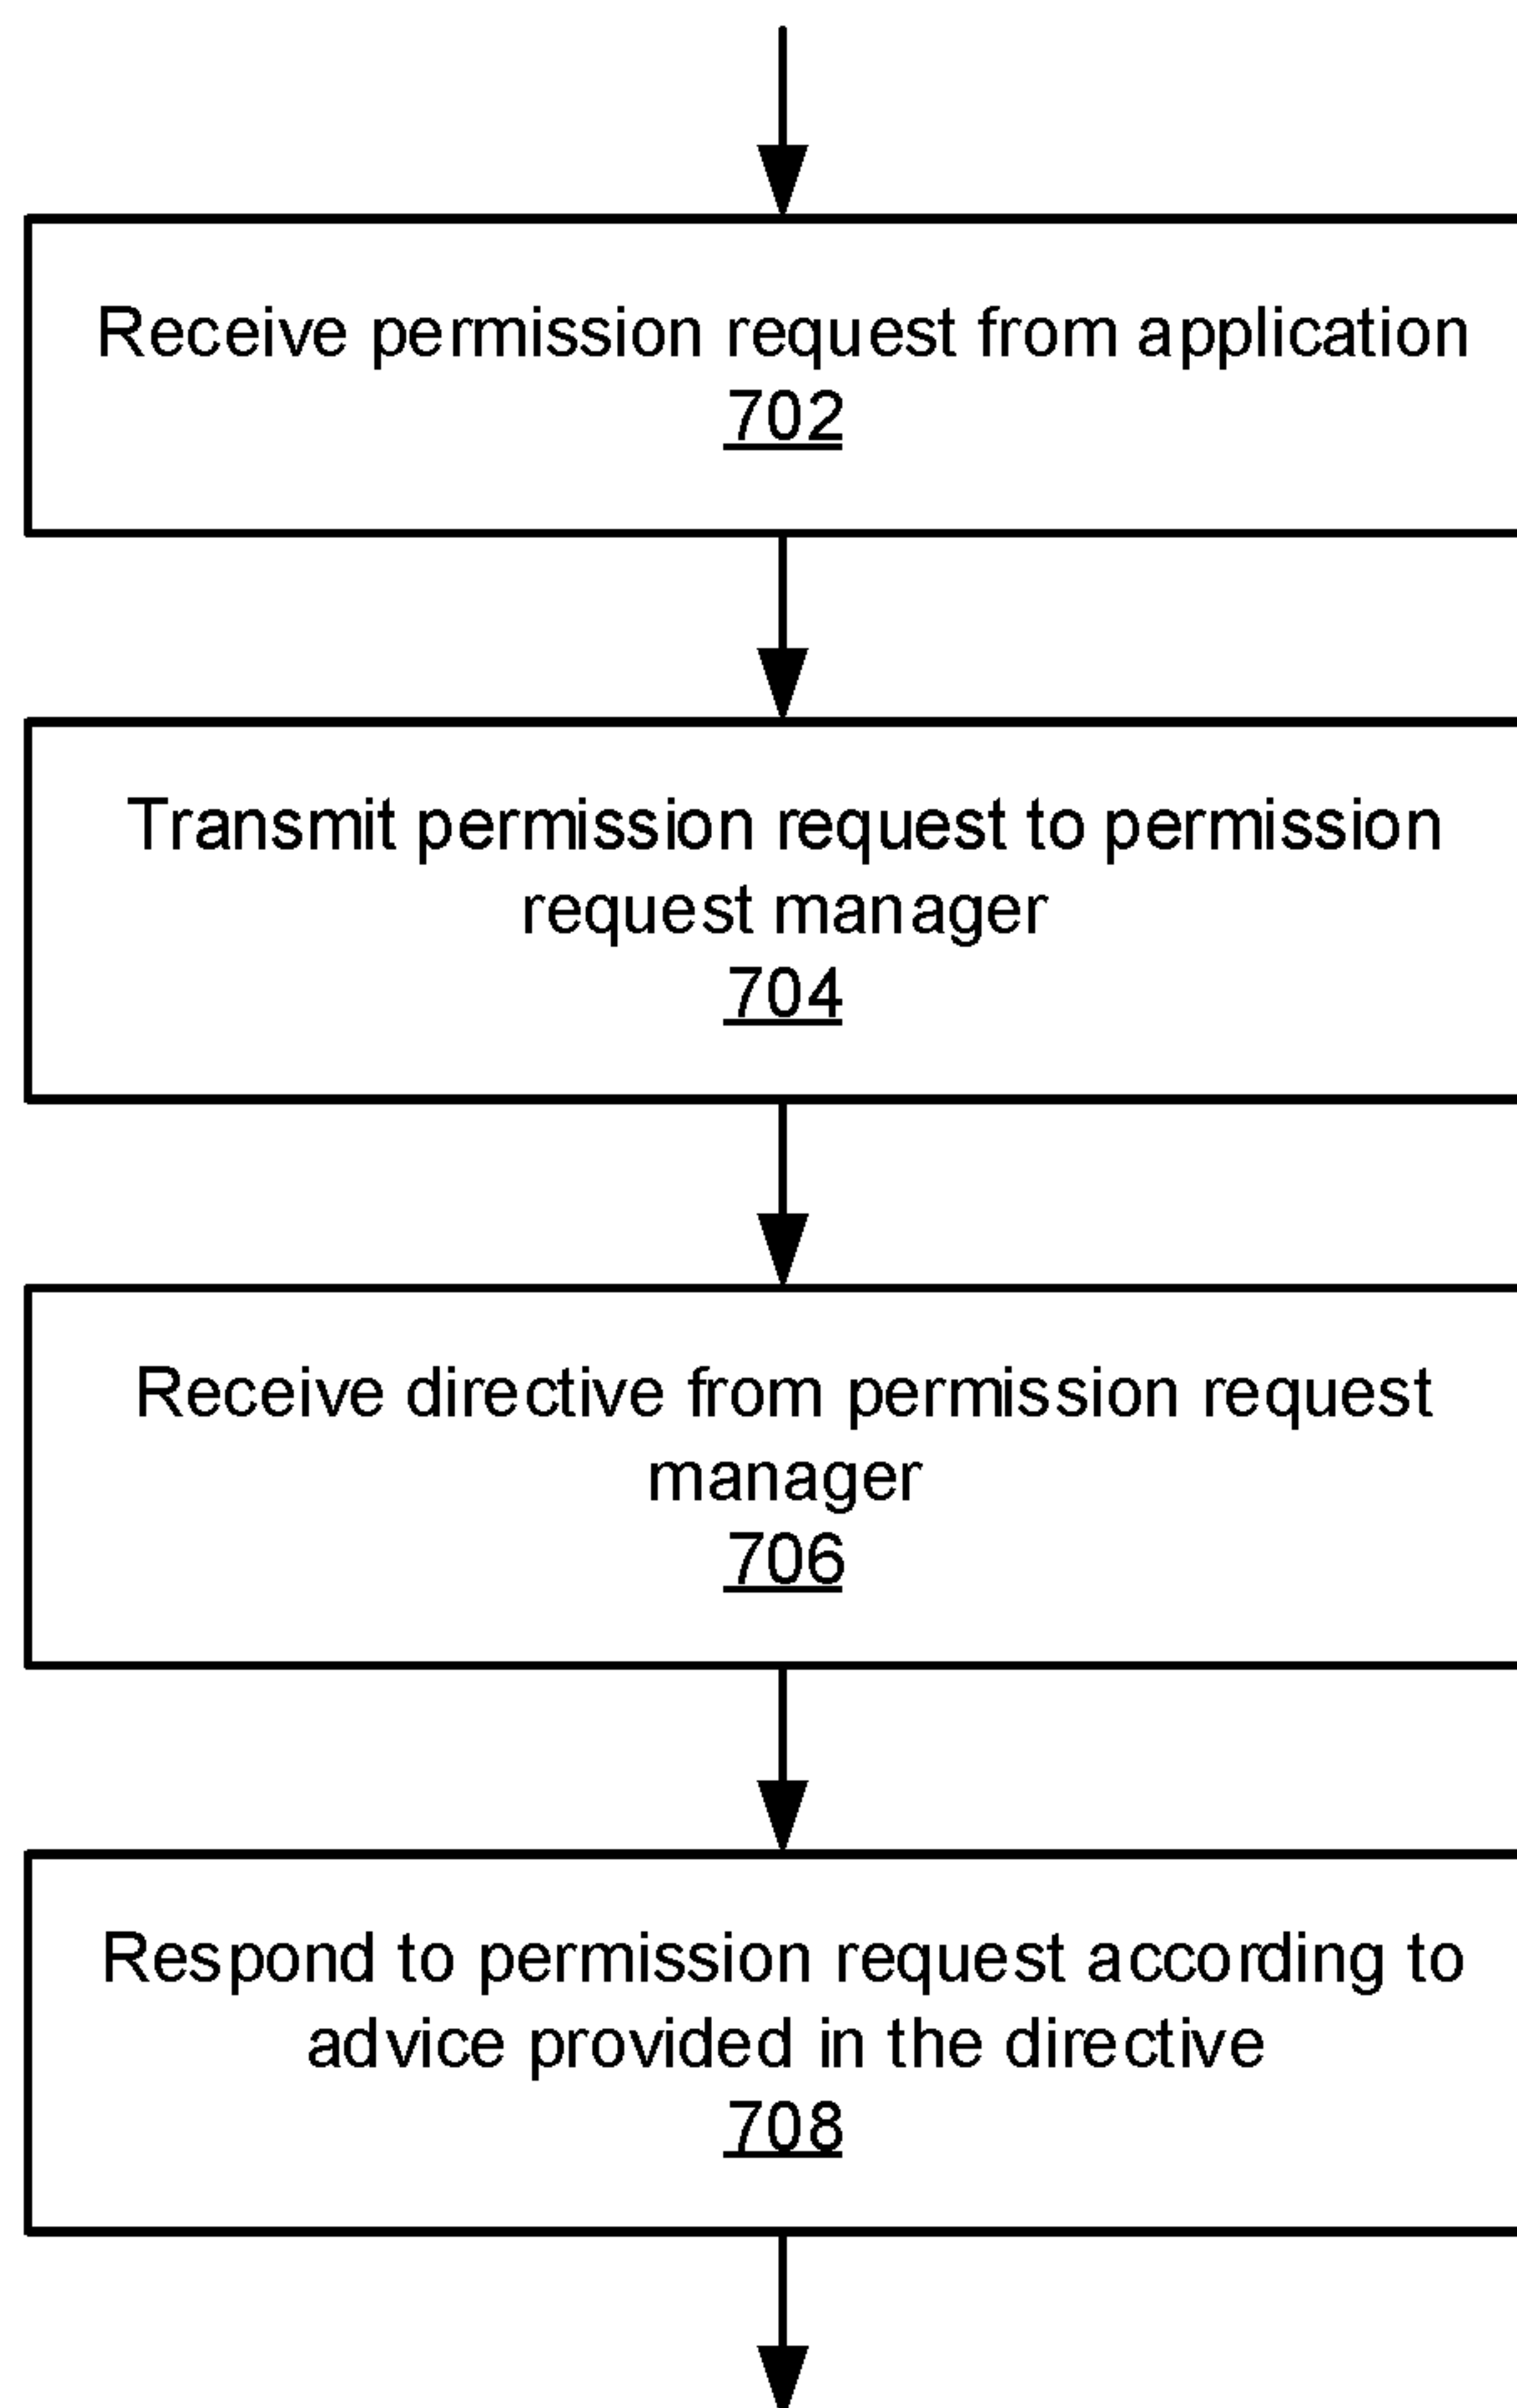 Receive permission request from application
702
Transmit permission request to permission
request manager
704
Receive directive from permission request
manager
706
Respond to permission request according to
advice provided in the directive
708